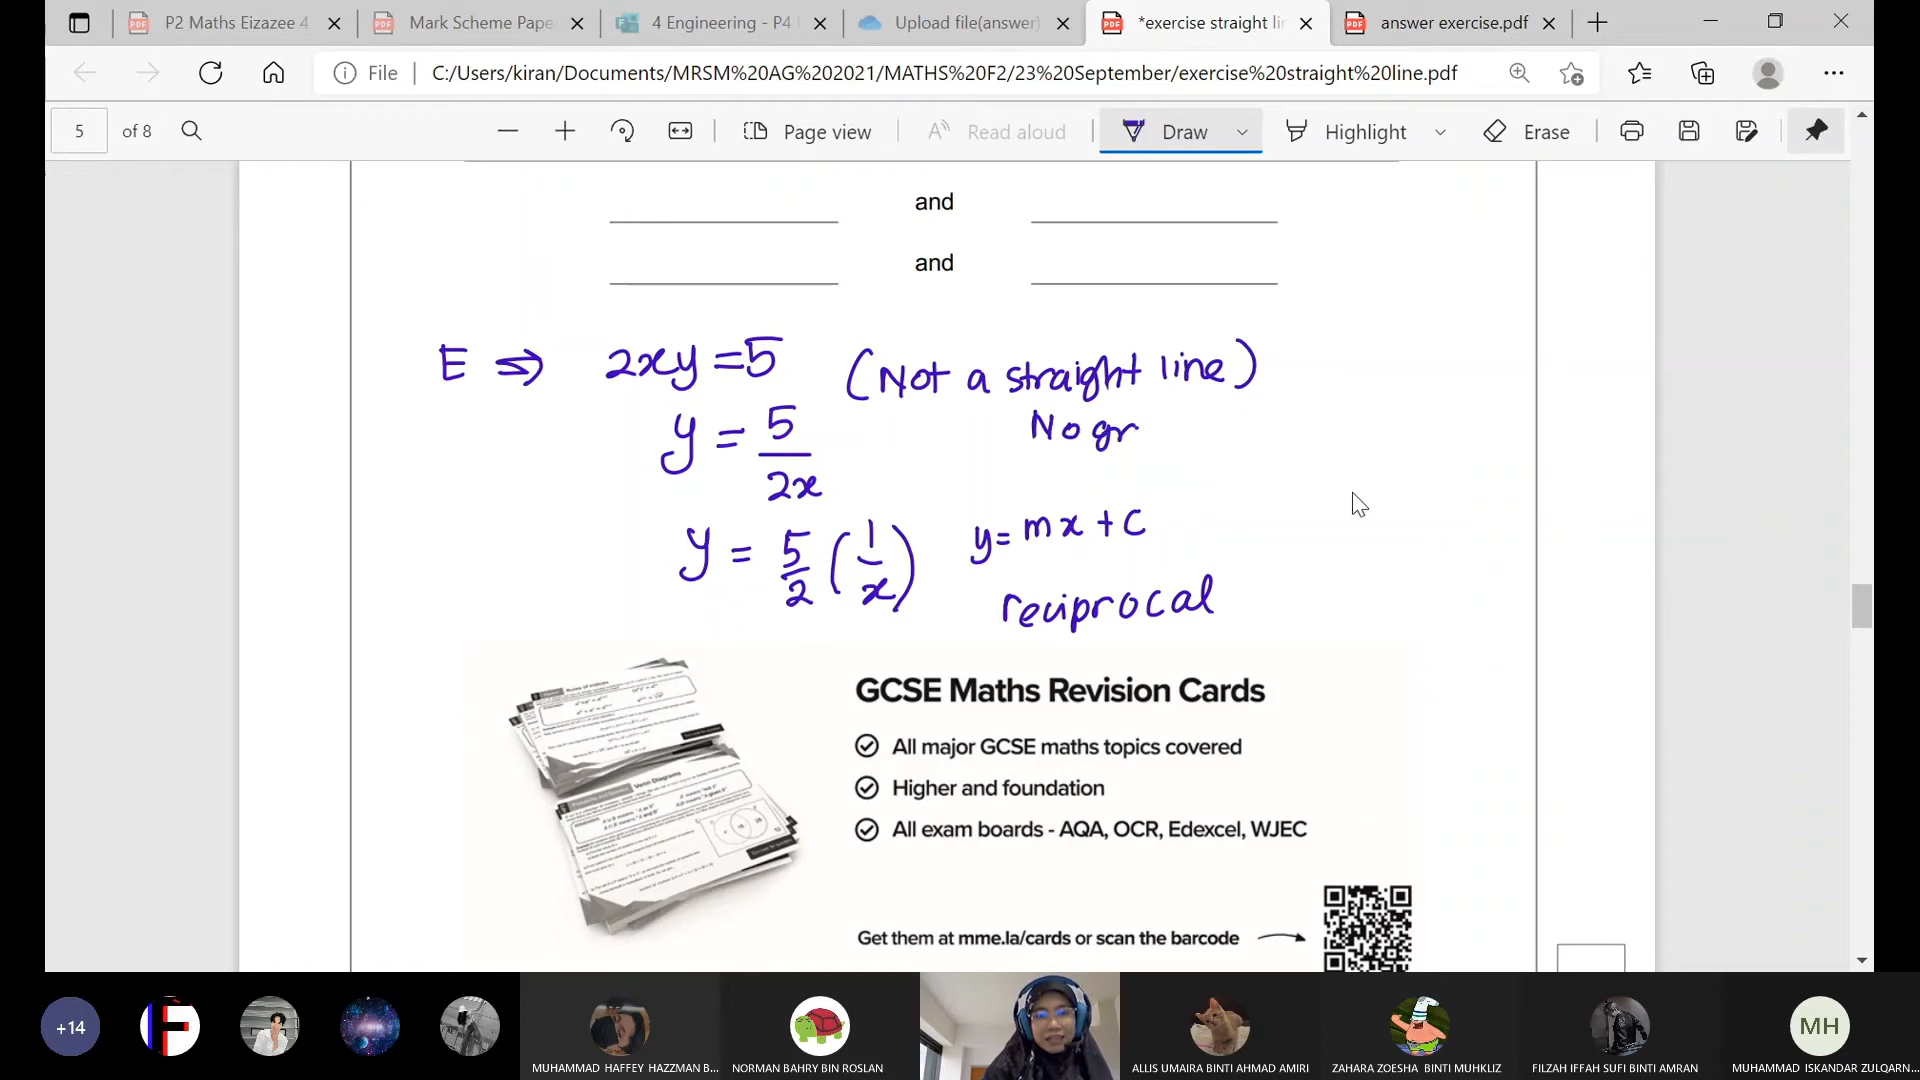 P2 Maths Eizazee 4
Mark Scheme Pape
4 Engineering - P4
Upload file(answer)
*exercise straight li
answer exercise.pdf
File
C:/Users/kiran/Documents/MRSM%20AG%202021/MATHS%20F2/23%20September/exercise%20straight%20line.pdf
5 of 8
Page view
Read aloud
Draw
Highlight
Erase
and
and
E ⇒ 2xy = 5 (Not a straight line)
No gr
y = 5/2x
y = 5/2 (1/x) y = mx + c
reciprocal
GCSE Maths Revision Cards
All major GCSE maths topics covered
Higher and foundation
All exam boards - AQA, OCR, Edexcel, WJEC
Get them at mme.la/cards or scan the barcode
+14
F
MUHAMMAD HAFFEY HAZZMAN B...
NORMAN BAHRY BIN ROSLAN
ALLIS UMAIRA BINTI AHMAD AMIRI
ZAHARA ZOESHA BINTI MUHKLIZ
FILZAH IFFAH SUFI BINTI AMRAN
MH
MUHAMMAD ISKANDAR ZULQARN...